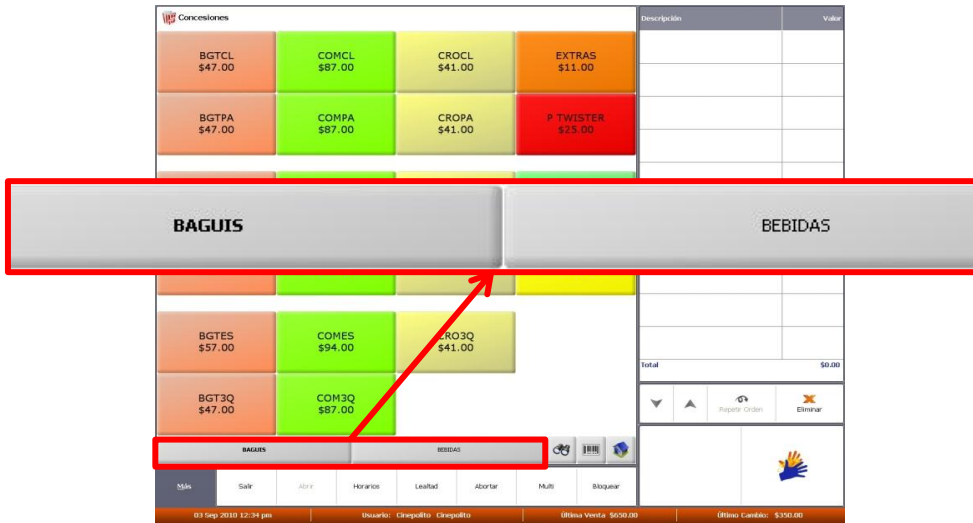 Concesiones
Descripción Valor
BGTCL COMCL CROCL EXTRAS
$47.00 $87.00 $41.00 $11.00
BGTPA COMPA CROPA P TWISTER
$47.00 $87.00 $41.00 $25.00
BAGUIS BEBIDAS
BGTES COMES CRO3Q
$57.00 $94.00 $41.00
Total $0.00
BGT3Q COM3Q
$47.00 $87.00
Repetir Orden Eliminar
BAGUIS BEBIDAS
Más Salir Abrir Horarios Lealtad Abortar Multi Bloquear
03 Sep 2010 12:34 pm Usuario: Cinepolito Cinepolito Última Venta $650.00 Último Cambio: $350.00